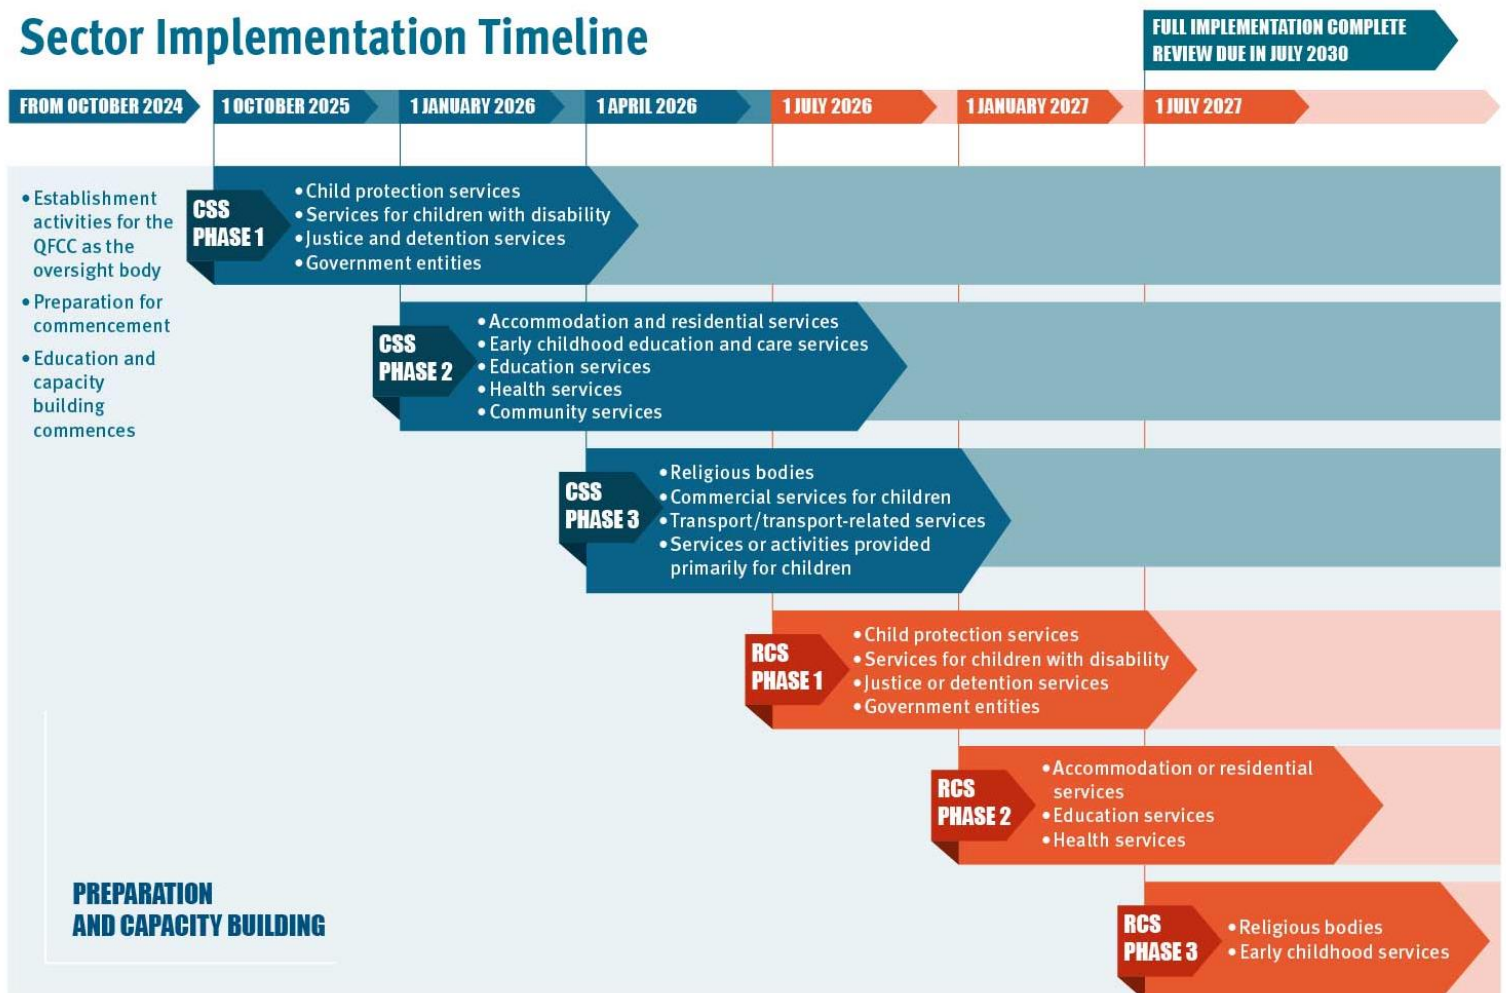 Sector Implementation Timeline
FULL IMPLEMENTATION COMPLETE
REVIEW DUE IN JULY 2030
FROM OCTOBER 2024
1 OCTOBER 2025
1 JANUARY 2026
1 APRIL 2026
1 JULY 2026
1 JANUARY 2027
1 JULY 2027
• Establishment
activities for the
QFCC as the
oversight body
• Preparation for
commencement
• Education and
capacity
building
commences
CSS
PHASE 1
• Child protection services
• Services for children with disability
• Justice and detention services
• Government entities
CSS
PHASE 2
• Accommodation and residential services
• Early childhood education and care services
• Education services
• Health services
• Community services
CSS
PHASE 3
• Religious bodies
• Commercial services for children
• Transport/transport-related services
• Services or activities provided
primarily for children
RCS
PHASE 1
• Child protection services
• Services for children with disability
• Justice or detention services
• Government entities
RCS
PHASE 2
• Accommodation or residential
services
• Education services
• Health services
RCS
PHASE 3
• Religious bodies
• Early childhood services
PREPARATION
AND CAPACITY BUILDING